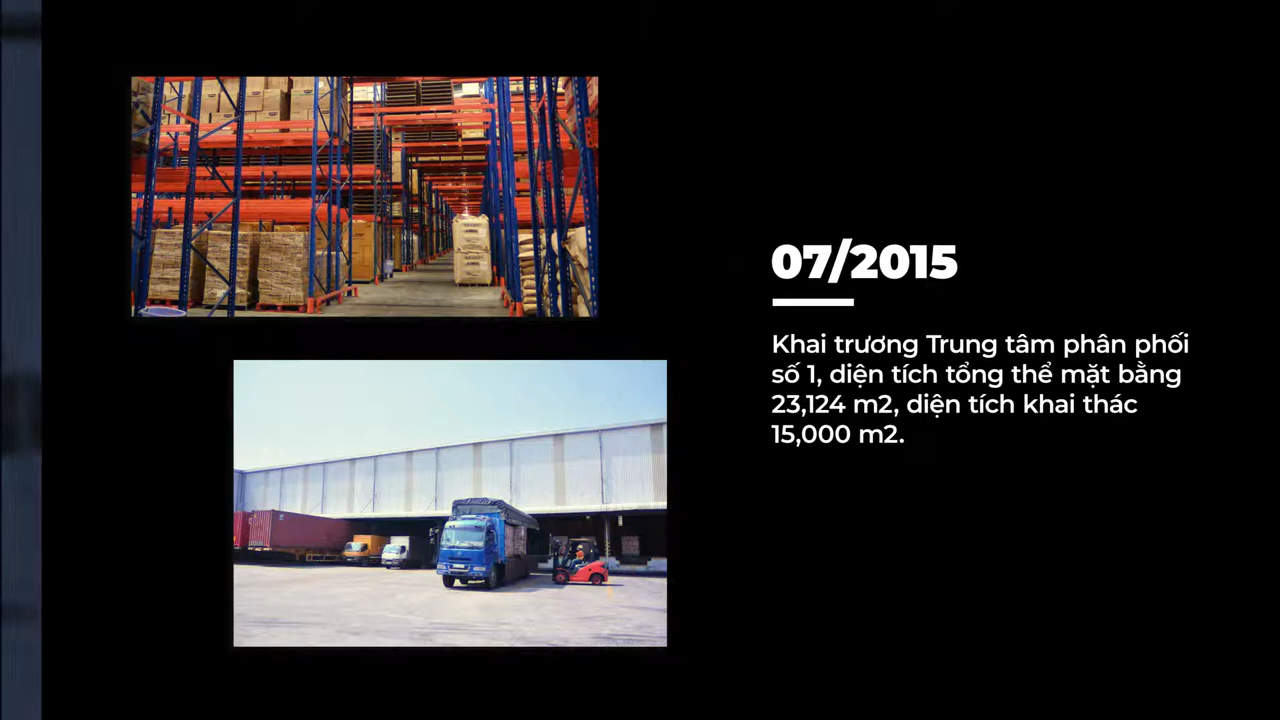 07/2015
Khai trương Trung tâm phân phối
số 1, diện tích tổng thể mặt bằng
23,124 m2, diện tích khai thác
15,000 m2.